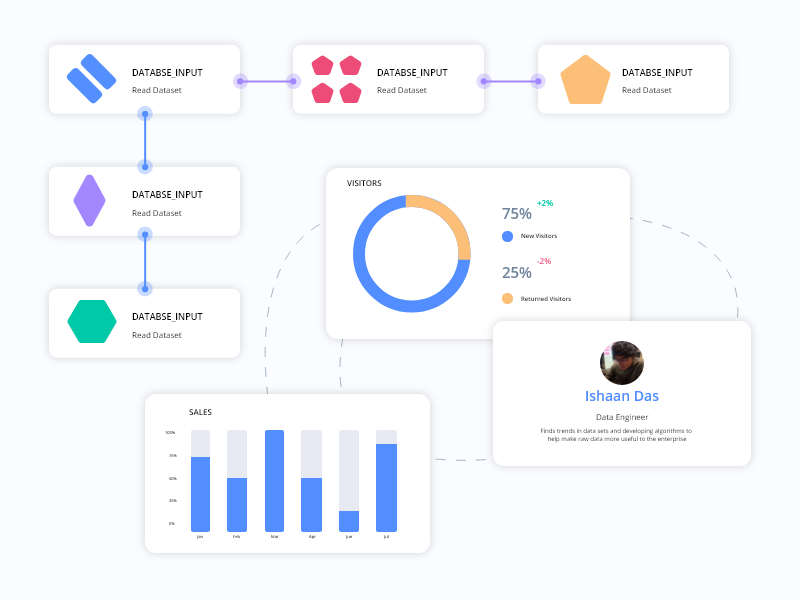 DATABSE_INPUT
Read Dataset
DATABSE_INPUT
Read Dataset
DATABSE_INPUT
Read Dataset
DATABSE_INPUT
Read Dataset
DATABSE_INPUT
Read Dataset
VISITORS
75%
+2%
New Visitors
25%
-2%
Returned Visitors
Ishaan Das
Data Engineer
Finds trends in data sets and developing algorithms to
help make raw data more useful to the enterprise
SALES
100%
75%
50%
25%
0%
Jan Feb Mar Apr Jun Jul